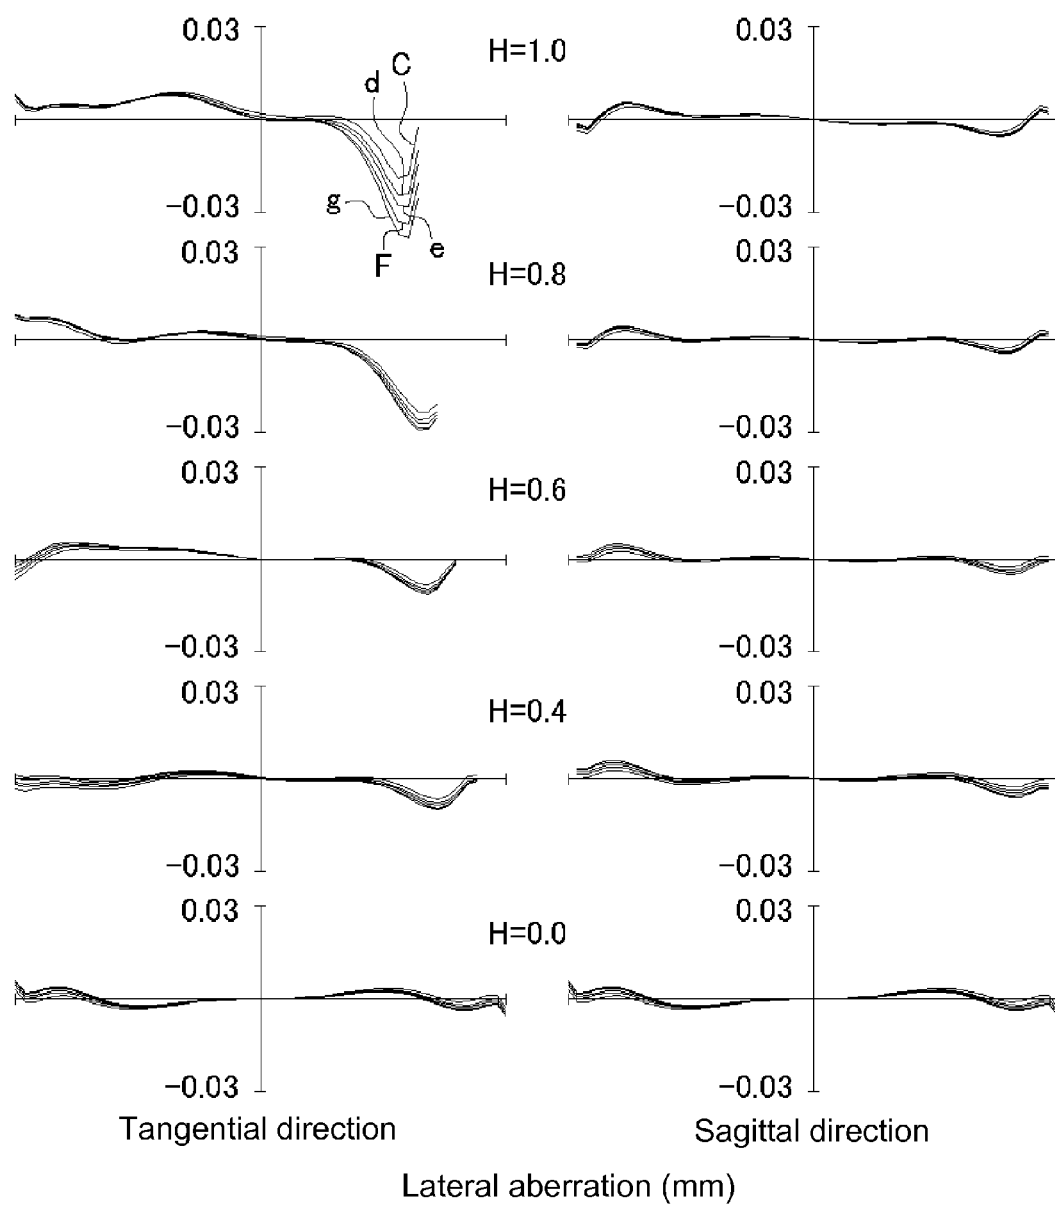 0.03
0.03
H=1.0
C
d
g
e
F
−0.03
−0.03
0.03
0.03
H=0.8
−0.03
−0.03
0.03
0.03
H=0.6
−0.03
−0.03
0.03
0.03
H=0.4
−0.03
−0.03
0.03
0.03
H=0.0
−0.03
−0.03
Tangential direction
Sagittal direction
Lateral aberration (mm)